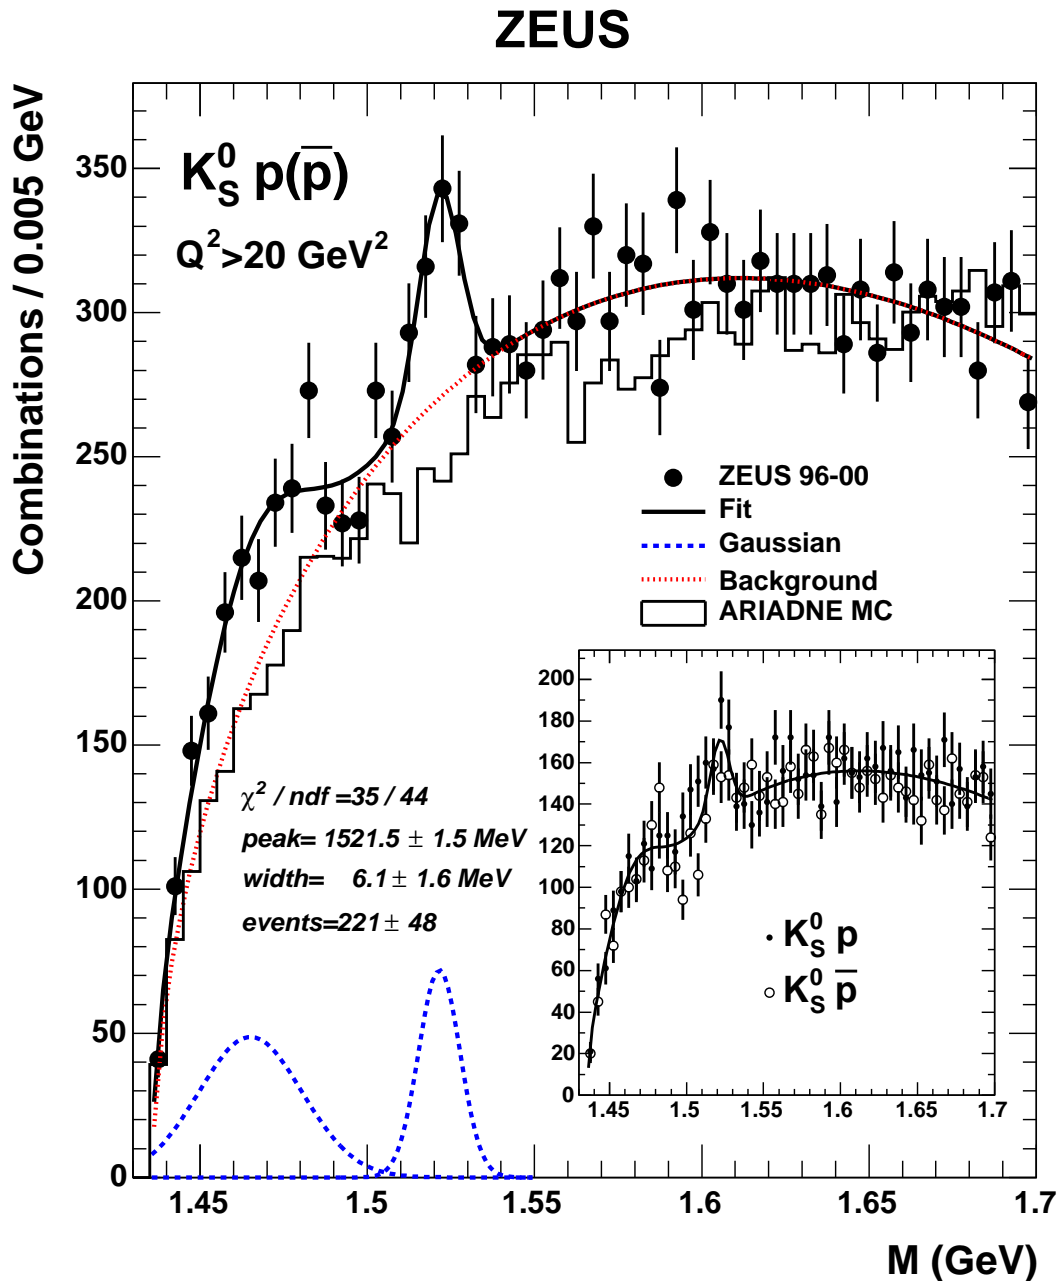 ZEUS
Combinations / 0.005 GeV
350
300
250
200
150
100
50
0
K⁰_S p(p̅)
Q²>20 GeV²
ZEUS 96-00
Fit
Gaussian
Background
ARIADNE MC
χ² / ndf =35 / 44
peak= 1521.5 ± 1.5 MeV
width= 6.1± 1.6 MeV
events=221± 48
200
180
160
140
120
100
80
60
40
20
0
K⁰_S p
K⁰_S p̅
1.45 1.5 1.55 1.6 1.65 1.7
1.45 1.5 1.55 1.6 1.65 1.7
M (GeV)